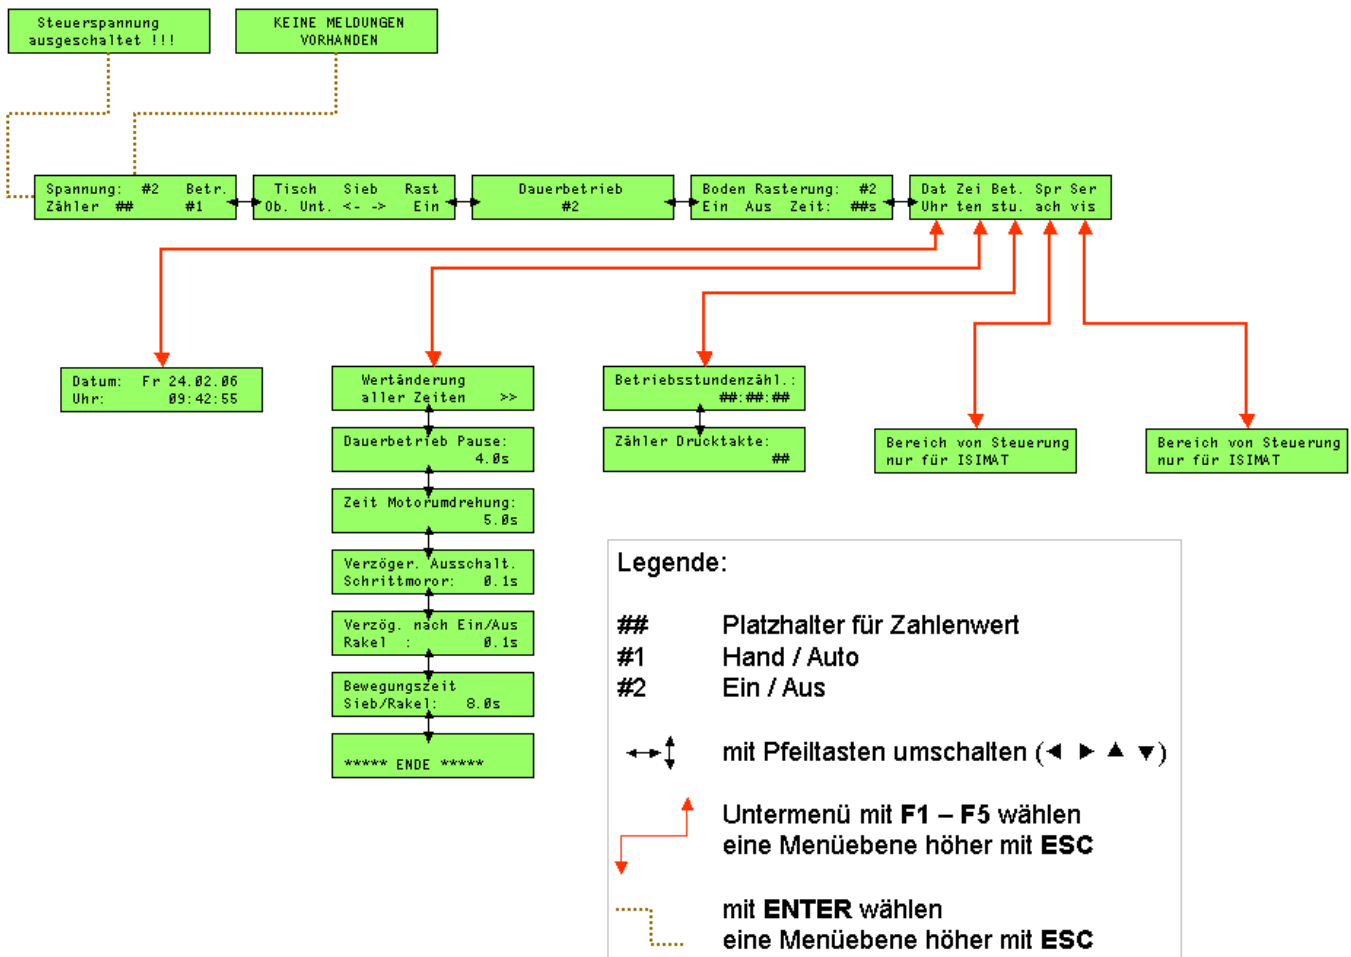 Steuerspannung
ausgeschaltet !!!
KEINE MELDUNGEN
VORHANDEN
Spannung: #2 Betr.
Zähler ## #1
Tisch Sieb Rast
Ob. Unt. <- -> Ein
Dauerbetrieb
#2
Boden Rasterung: #2
Ein Aus Zeit: ##s
Dat Zei Bet. Spr Ser
Uhr ten stu. ach vis
Datum: Fr 24.02.06
Uhr: 09:42:55
Wertänderung
aller Zeiten >>
Dauerbetrieb Pause:
4.0s
Zeit Motorumdrehung:
5.0s
Verzöger. Ausschalt.
Schrittmoror: 0.1s
Verzög. nach Ein/Aus
Rakel : 0.1s
Bewegungszeit
Sieb/Rakel: 8.0s
***** ENDE *****
Betriebsstundenzähl.:
##:##:##
Zähler Drucktakte:
##
Bereich von Steuerung
nur für ISIMAT
Bereich von Steuerung
nur für ISIMAT
Legende:
## Platzhalter für Zahlenwert
#1 Hand / Auto
#2 Ein / Aus
mit Pfeiltasten umschalten (◄ ► ▲ ▼)
Untermenü mit F1 – F5 wählen
eine Menüebene höher mit ESC
mit ENTER wählen
eine Menüebene höher mit ESC